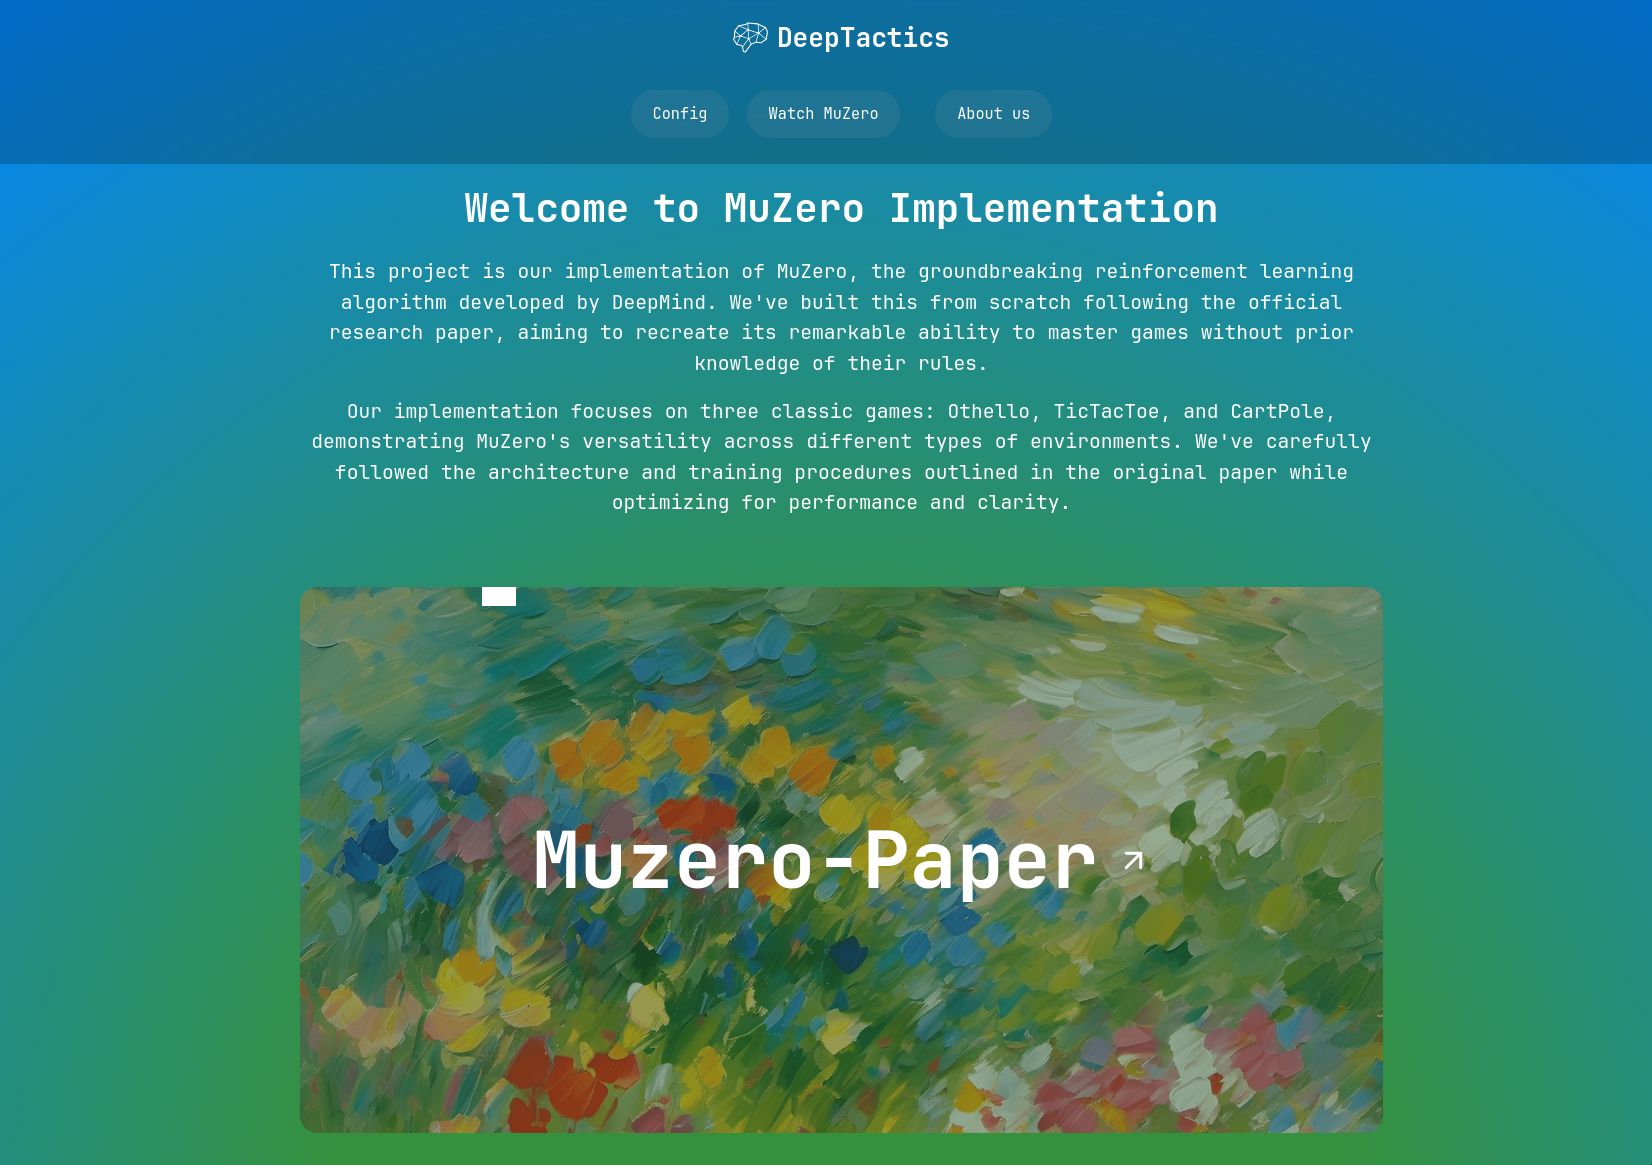 DeepTactics
Config
Watch MuZero
About us
Welcome to MuZero Implementation
This project is our implementation of MuZero, the groundbreaking reinforcement learning
algorithm developed by DeepMind. We've built this from scratch following the official
research paper, aiming to recreate its remarkable ability to master games without prior
knowledge of their rules.
Our implementation focuses on three classic games: Othello, TicTacToe, and CartPole,
demonstrating MuZero's versatility across different types of environments. We've carefully
followed the architecture and training procedures outlined in the original paper while
optimizing for performance and clarity.
Muzero-Paper